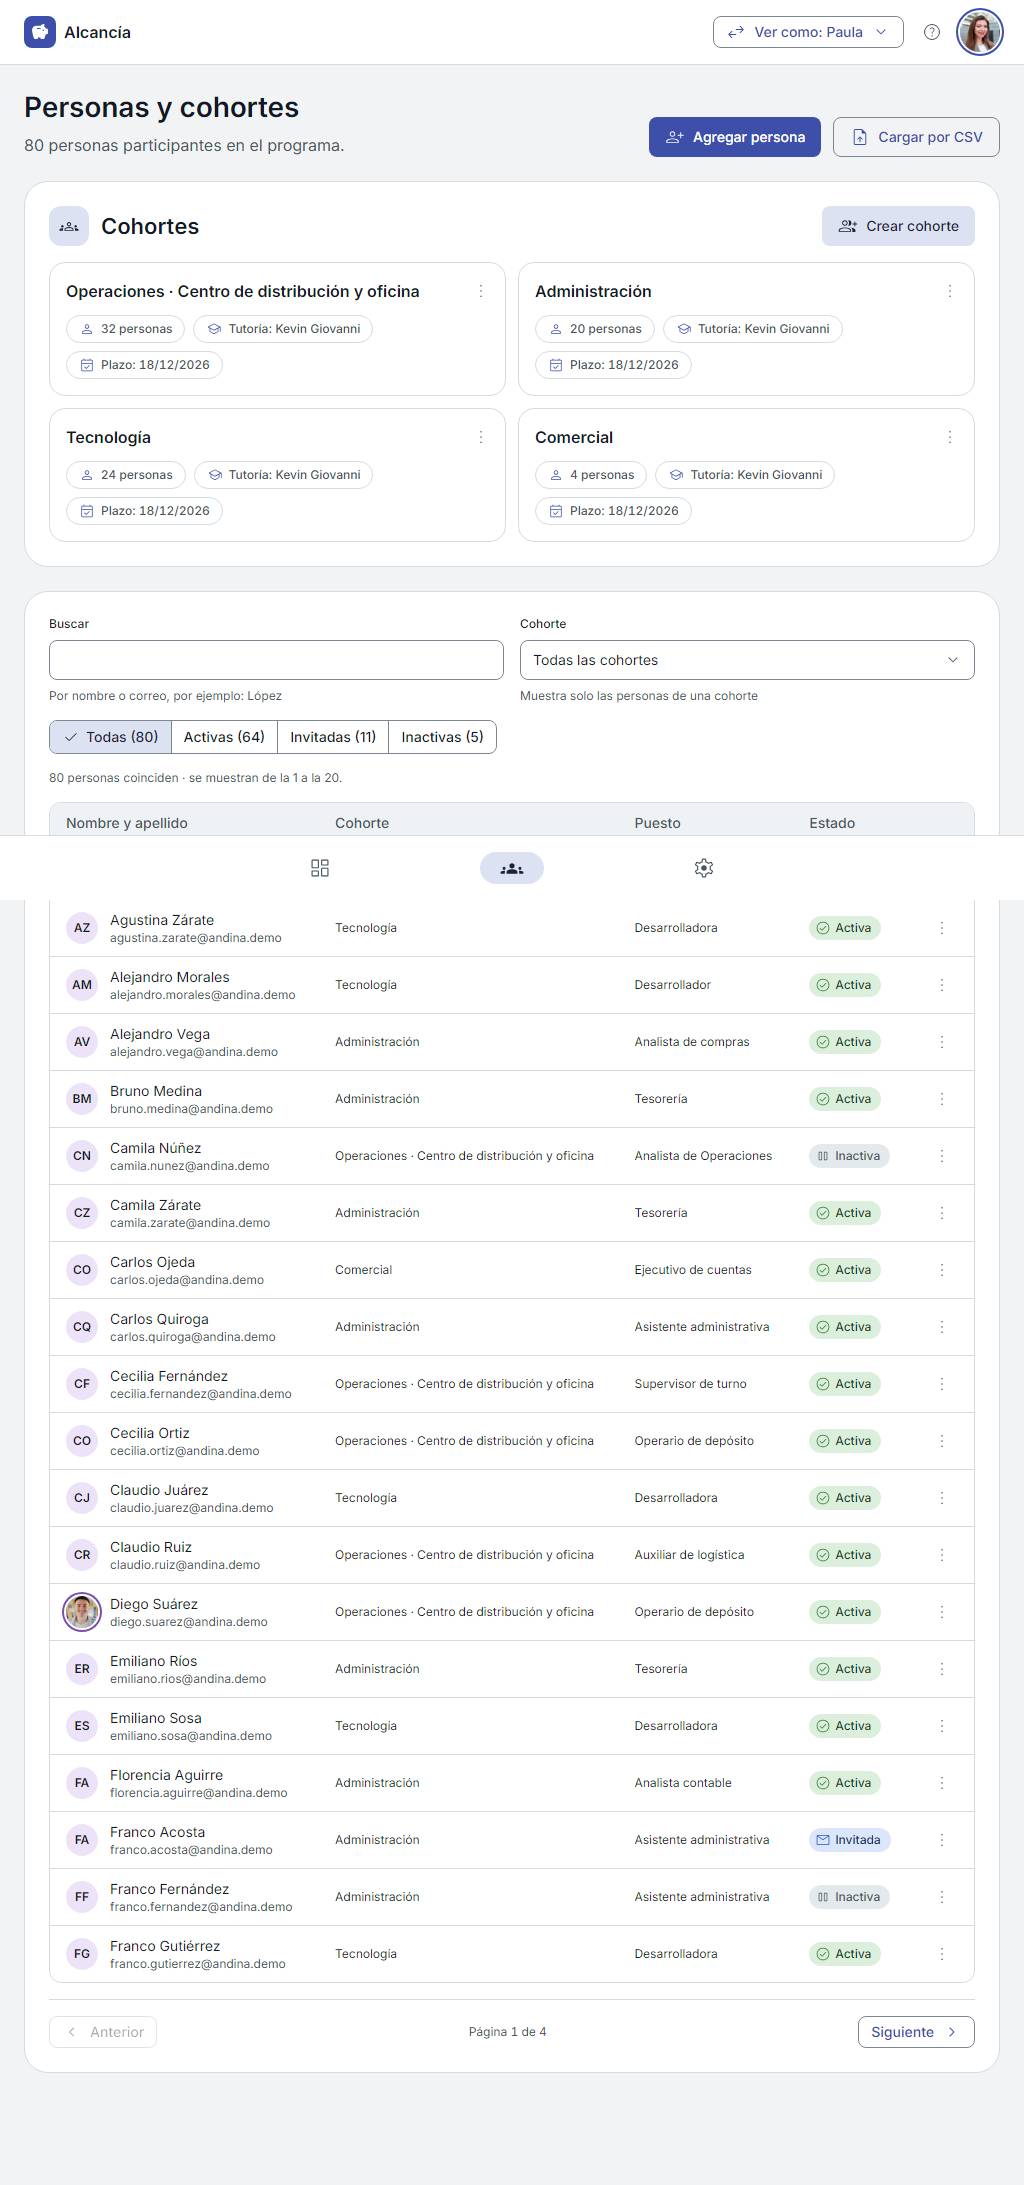 Alcancía
Ver como: Paula
Personas y cohortes
80 personas participantes en el programa.
Agregar persona
Cargar por CSV
Cohortes
Crear cohorte
Operaciones · Centro de distribución y oficina
32 personas
Tutoría: Kevin Giovanni
Plazo: 18/12/2026
Administración
20 personas
Tutoría: Kevin Giovanni
Plazo: 18/12/2026
Tecnología
24 personas
Tutoría: Kevin Giovanni
Plazo: 18/12/2026
Comercial
4 personas
Tutoría: Kevin Giovanni
Plazo: 18/12/2026
Buscar
Por nombre o correo, por ejemplo: López
Cohorte
Todas las cohortes
Muestra solo las personas de una cohorte
Todas (80) Activas (64) Invitadas (11) Inactivas (5)
80 personas coinciden · se muestran de la 1 a la 20.
Nombre y apellido Cohorte Puesto Estado
AZ Agustina Zárate Tecnología Desarrolladora Activa
agustina.zarate@andina.demo
AM Alejandro Morales Tecnología Desarrollador Activa
alejandro.morales@andina.demo
AV Alejandro Vega Administración Analista de compras Activa
alejandro.vega@andina.demo
BM Bruno Medina Administración Tesorería Activa
bruno.medina@andina.demo
CN Camila Núñez Operaciones · Centro de distribución y oficina Analista de Operaciones Inactiva
camila.nunez@andina.demo
CZ Camila Zárate Administración Tesorería Activa
camila.zarate@andina.demo
CO Carlos Ojeda Comercial Ejecutivo de cuentas Activa
carlos.ojeda@andina.demo
CQ Carlos Quiroga Administración Asistente administrativa Activa
carlos.quiroga@andina.demo
CF Cecilia Fernández Operaciones · Centro de distribución y oficina Supervisor de turno Activa
cecilia.fernandez@andina.demo
CO Cecilia Ortiz Operaciones · Centro de distribución y oficina Operario de depósito Activa
cecilia.ortiz@andina.demo
CJ Claudio Juárez Tecnología Desarrolladora Activa
claudio.juarez@andina.demo
CR Claudio Ruiz Operaciones · Centro de distribución y oficina Auxiliar de logística Activa
claudio.ruiz@andina.demo
Diego Suárez Operaciones · Centro de distribución y oficina Operario de depósito Activa
diego.suarez@andina.demo
ER Emiliano Ríos Administración Tesorería Activa
emiliano.rios@andina.demo
ES Emiliano Sosa Tecnología Desarrolladora Activa
emiliano.sosa@andina.demo
FA Florencia Aguirre Administración Analista contable Activa
florencia.aguirre@andina.demo
FA Franco Acosta Administración Asistente administrativa Invitada
franco.acosta@andina.demo
FF Franco Fernández Administración Asistente administrativa Inactiva
franco.fernandez@andina.demo
FG Franco Gutiérrez Tecnología Desarrolladora Activa
franco.gutierrez@andina.demo
Anterior Página 1 de 4 Siguiente